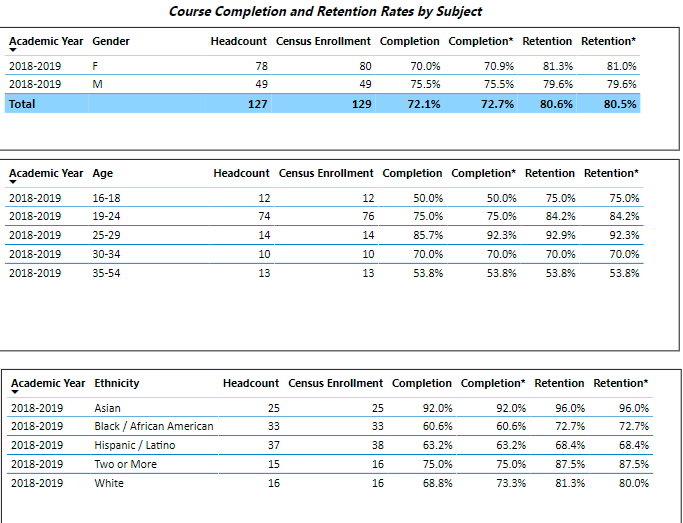 Course Completion and Retention Rates by Subject
Academic Year Gender Headcount Census Enrollment Completion Completion* Retention Retention*
2018-2019 F 78 80 70.0% 70.9% 81.3% 81.0%
2018-2019 M 49 49 75.5% 75.5% 79.6% 79.6%
Total 127 129 72.1% 72.7% 80.6% 80.5%
Academic Year Age Headcount Census Enrollment Completion Completion* Retention Retention*
2018-2019 16-18 12 12 50.0% 50.0% 75.0% 75.0%
2018-2019 19-24 74 76 75.0% 75.0% 84.2% 84.2%
2018-2019 25-29 14 14 85.7% 92.3% 92.9% 92.3%
2018-2019 30-34 10 10 70.0% 70.0% 70.0% 70.0%
2018-2019 35-54 13 13 53.8% 53.8% 53.8% 53.8%
Academic Year Ethnicity Headcount Census Enrollment Completion Completion* Retention Retention*
2018-2019 Asian 25 25 92.0% 92.0% 96.0% 96.0%
2018-2019 Black / African American 33 33 60.6% 60.6% 72.7% 72.7%
2018-2019 Hispanic / Latino 37 38 63.2% 63.2% 68.4% 68.4%
2018-2019 Two or More 15 16 75.0% 75.0% 87.5% 87.5%
2018-2019 White 16 16 68.8% 73.3% 81.3% 80.0%